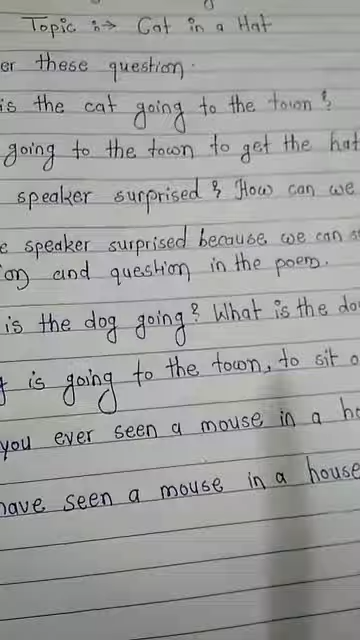 Topic :→ Cat in a Hat
er these question.
is the cat going to the town?
going to the town to get the hat
speaker surprised? How can we
e speaker surprised because we can s
ion and question in the poem.
is the dog going? What is the do
g is going to the town, to sit o
you ever seen a mouse in a ho
have seen a mouse in a house